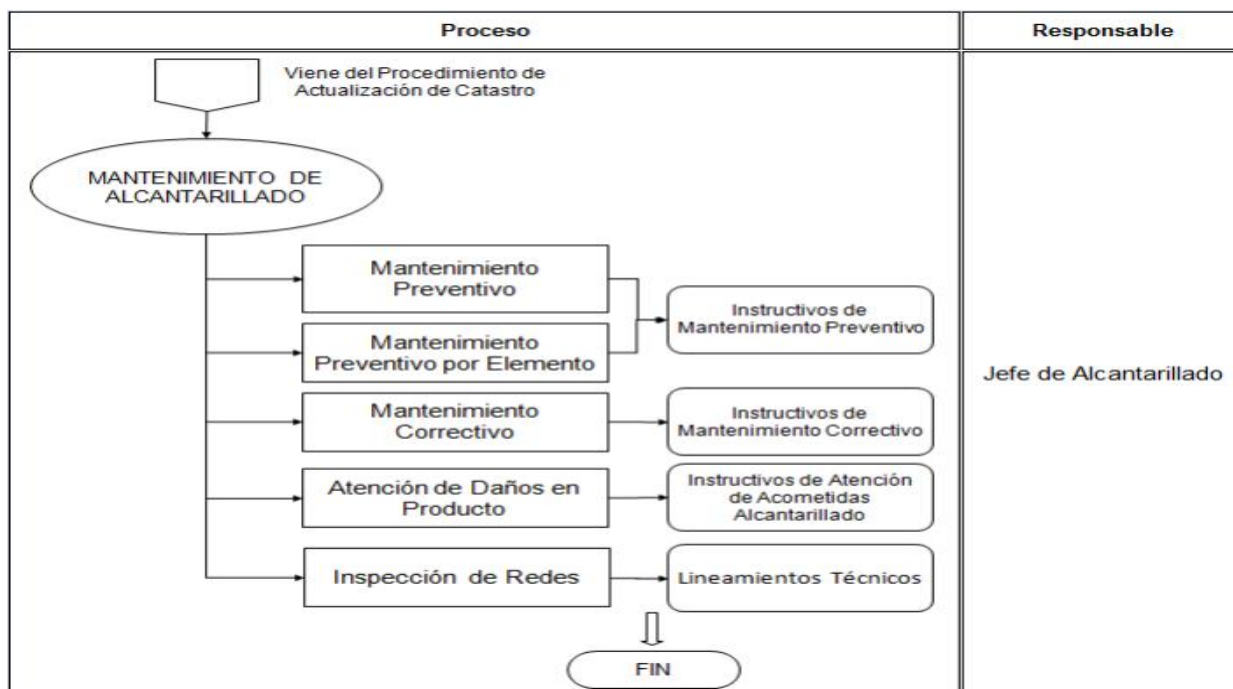 Proceso
Responsable
Viene del Procedimiento de
Actualización de Catastro
MANTENIMIENTO DE
ALCANTARILLADO
Mantenimiento
Preventivo
Mantenimiento
Preventivo por Elemento
Instructivos de
Mantenimiento Preventivo
Mantenimiento
Correctivo
Instructivos de
Mantenimiento Correctivo
Atención de Daños en
Producto
Instructivos de Atención
de Acometidas
Alcantarillado
Inspección de Redes
Lineamientos Técnicos
FIN
Jefe de Alcantarillado